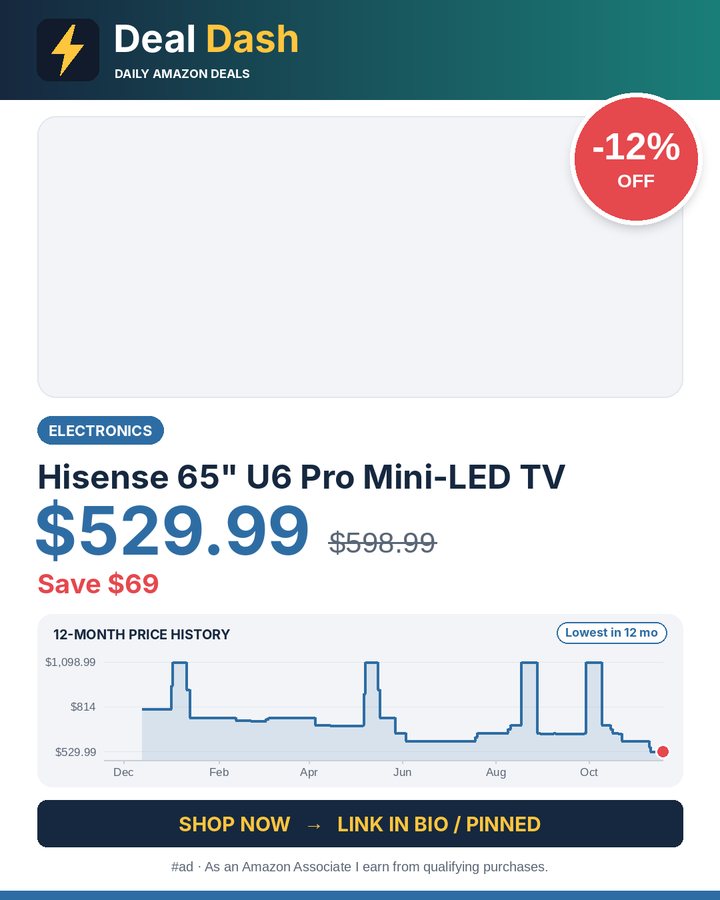 Deal Dash
DAILY AMAZON DEALS
-12%
OFF
ELECTRONICS
Hisense 65" U6 Pro Mini-LED TV
$529.99 $598.99
Save $69
12-MONTH PRICE HISTORY
Lowest in 12 mo
$1,098.99
$814
$529.99
Dec Feb Apr Jun Aug Oct
SHOP NOW → LINK IN BIO / PINNED
#ad · As an Amazon Associate I earn from qualifying purchases.